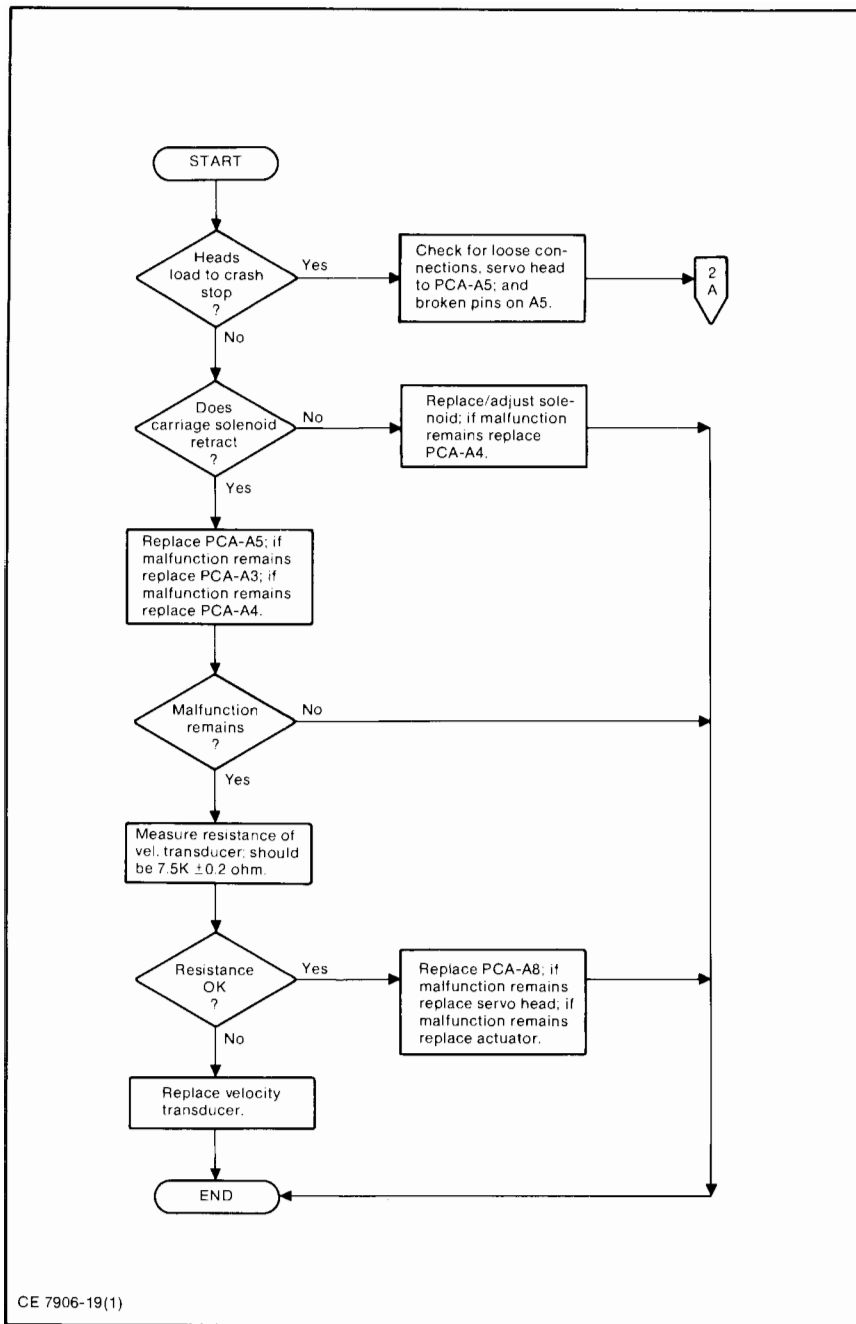 START
Heads
load to crash
stop
?
Yes
No
Check for loose con-
nections, servo head
to PCA-A5; and
broken pins on A5.
2
A
Does
carriage solenoid
retract
?
No
Yes
Replace/adjust sole-
noid; if malfunction
remains replace
PCA-A4.
Replace PCA-A5; if
malfunction remains
replace PCA-A3; if
malfunction remains
replace PCA-A4.
Malfunction
remains
?
No
Yes
Measure resistance of
vel. transducer; should
be 7.5K ±0.2 ohm.
Resistance
OK
?
Yes
No
Replace PCA-A8; if
malfunction remains
replace servo head; if
malfunction remains
replace actuator.
Replace velocity
transducer.
END
CE 7906-19(1)